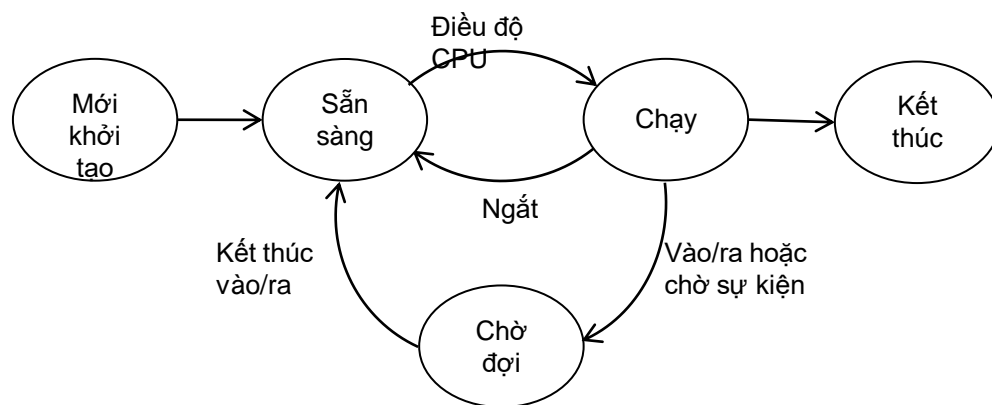 Điều độ
CPU
Mới
khởi
tạo
Sẵn
sàng
Chạy
Kết
thúc
Ngắt
Kết thúc
vào/ra
Vào/ra hoặc
chờ sự kiện
Chờ
đợi